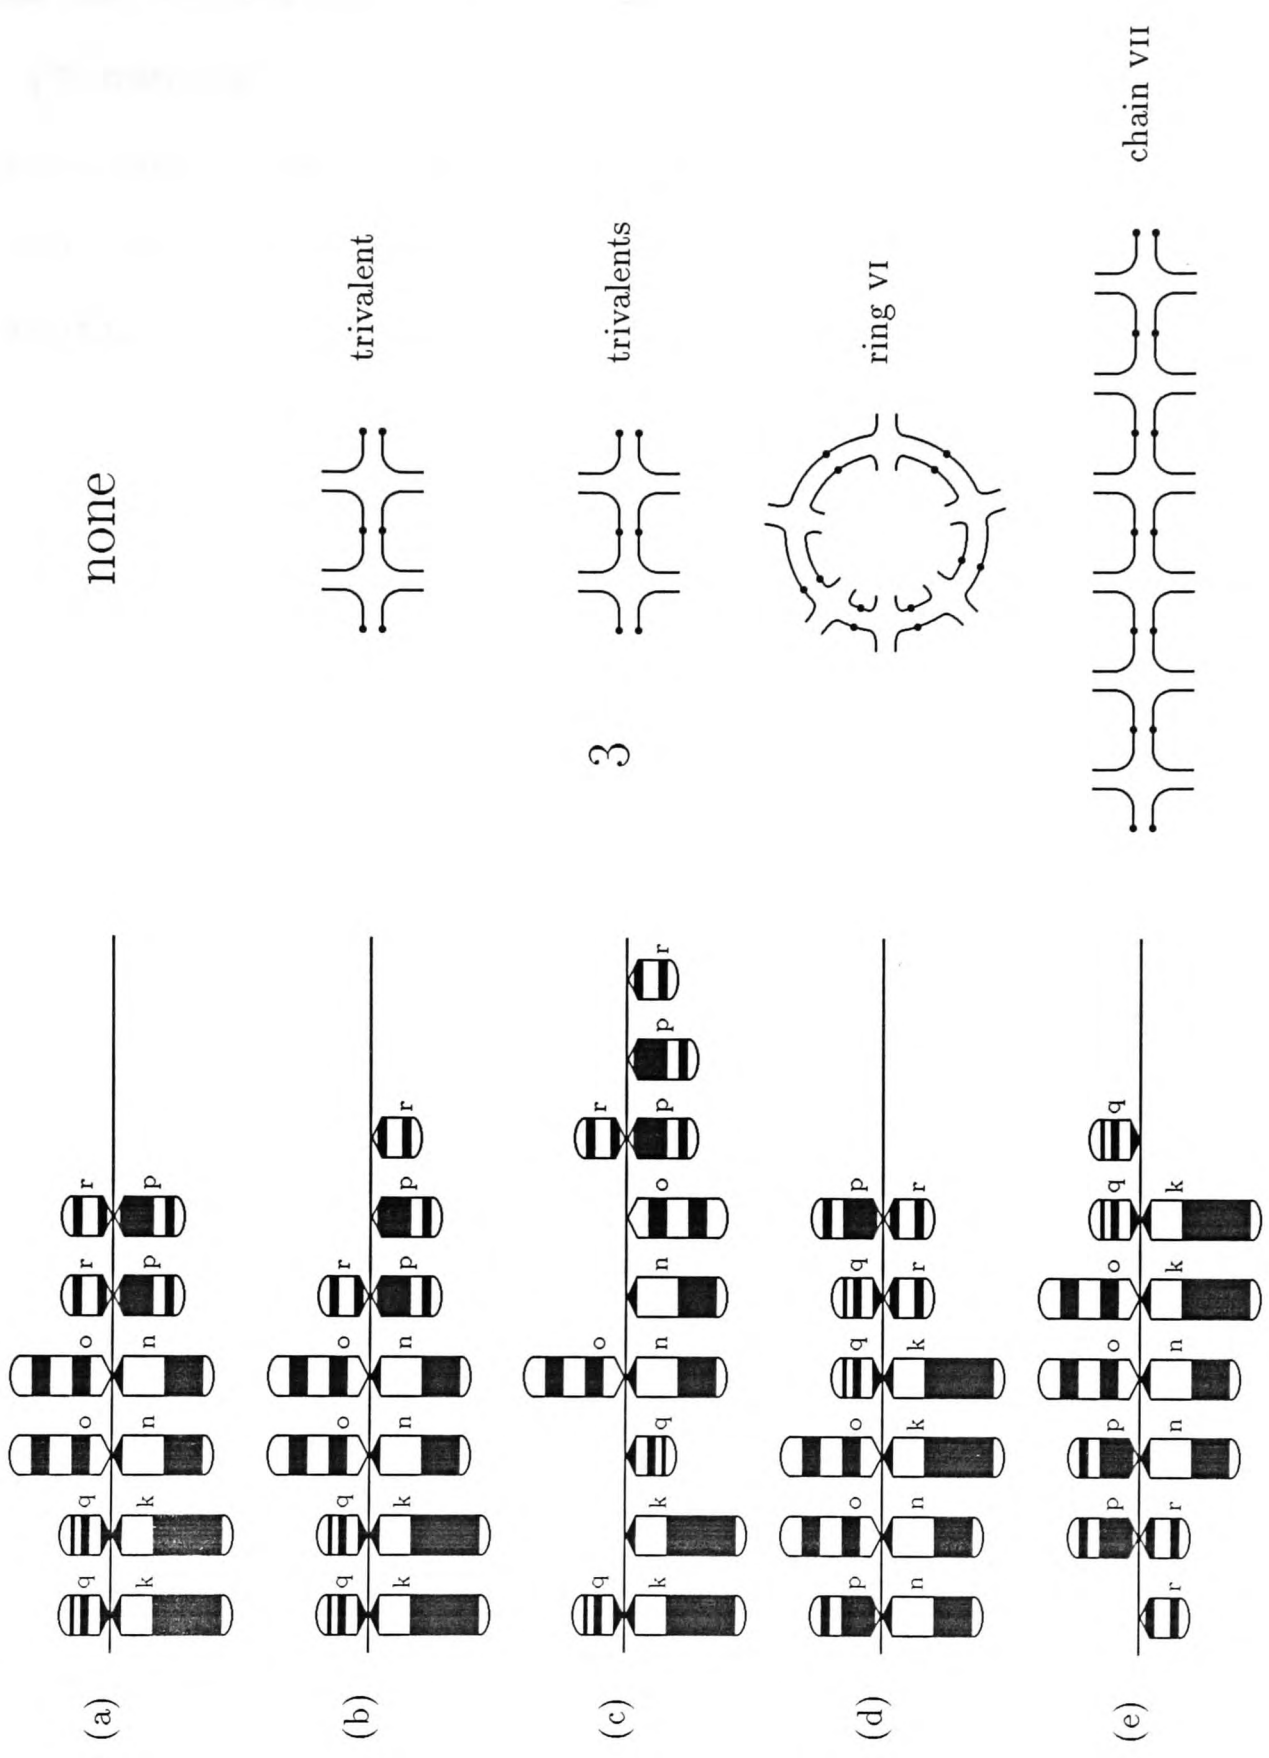 (a)
q q o o r r
k k n n p p
none
(b)
q q o o r
k k n n p p r
trivalent
(c)
q o r
k k q n n o p p r
3
trivalents
(d)
p o o q q p
n n k k r r
ring VI
(e)
p p o o q q
r r n n k k
chain VII